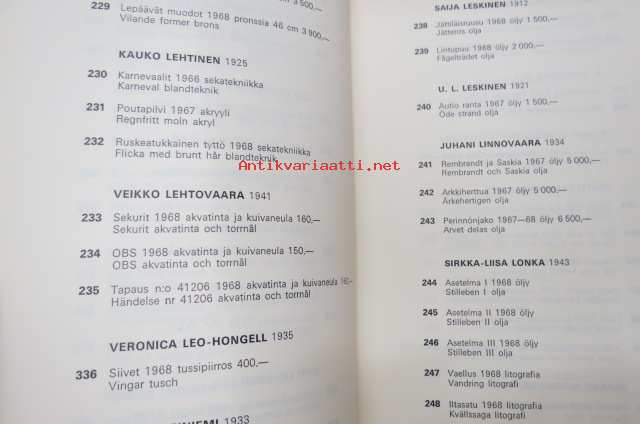 3 500,—
229 Lepäävät muodot 1968 pronssia 46 cm 3 900,—
Vilande former brons
KAUKO LEHTINEN 1925
230 Karnevaalit 1966 sekatekniikka
Karneval blandteknik
231 Poutapilvi 1967 akryyli
Regnfritt moln akryl
232 Ruskeatukkainen tyttö 1968 sekatekniikka
Flicka med brunt hår blandteknik
VEIKKO LEHTOVAARA 1941
233 Sekurit 1968 akvatinta ja kuivaneula 160,—
Sekurit akvatinta och torrnål
234 OBS 1968 akvatinta ja kuivaneula 150,—
OBS akvatinta och torrnål
235 Tapaus n:o 41206 1968 akvatinta ja kuivaneula 160,—
Händelse nr 41206 akvatinta och torrnål
VERONICA LEO-HONGELL 1935
336 Siivet 1968 tussipiirros 400,—
Vingar tusch
NIEMI 1933
SAIJA LESKINEN 1912
238 Jättiläisruusu 1968 öljy 1 500,—
Jätteros olja
239 Lintupuu 1968 öljy 2 000,—
Fågelträdet olja
U. L. LESKINEN 1921
240 Autio ranta 1967 öljy 1 500,—
Öde strand olja
JUHANI LINNOVAARA 1934
241 Rembrandt ja Saskia 1967 öljy 5 000,—
Rembrandt och Saskia olja
242 Arkkiherttua 1967 öljy 5 000,—
Ärkehertigen olja
243 Perinnönjako 1967—68 öljy 6 500,—
Arvet delas olja
SIRKKA-LIISA LONKA 1943
244 Asetelma I 1968 öljy
Stilleben I olja
245 Asetelma II 1968 öljy
Stilleben II olja
246 Asetelma III 1968 öljy
Stilleben III olja
247 Vaellus 1968 litografia
Vandring litografi
248 Iltasatu 1968 litografia
Kvällssaga litografi
Antikvariaatti.net